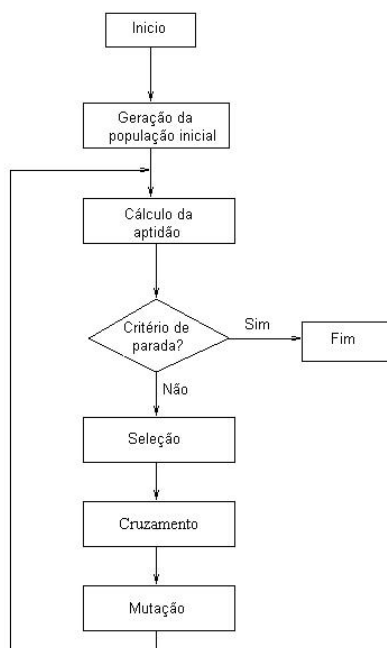 Inicio
Geração da
população inicial
Cálculo da
aptidão
Critério de
parada?
Sim
Fim
Não
Seleção
Cruzamento
Mutação